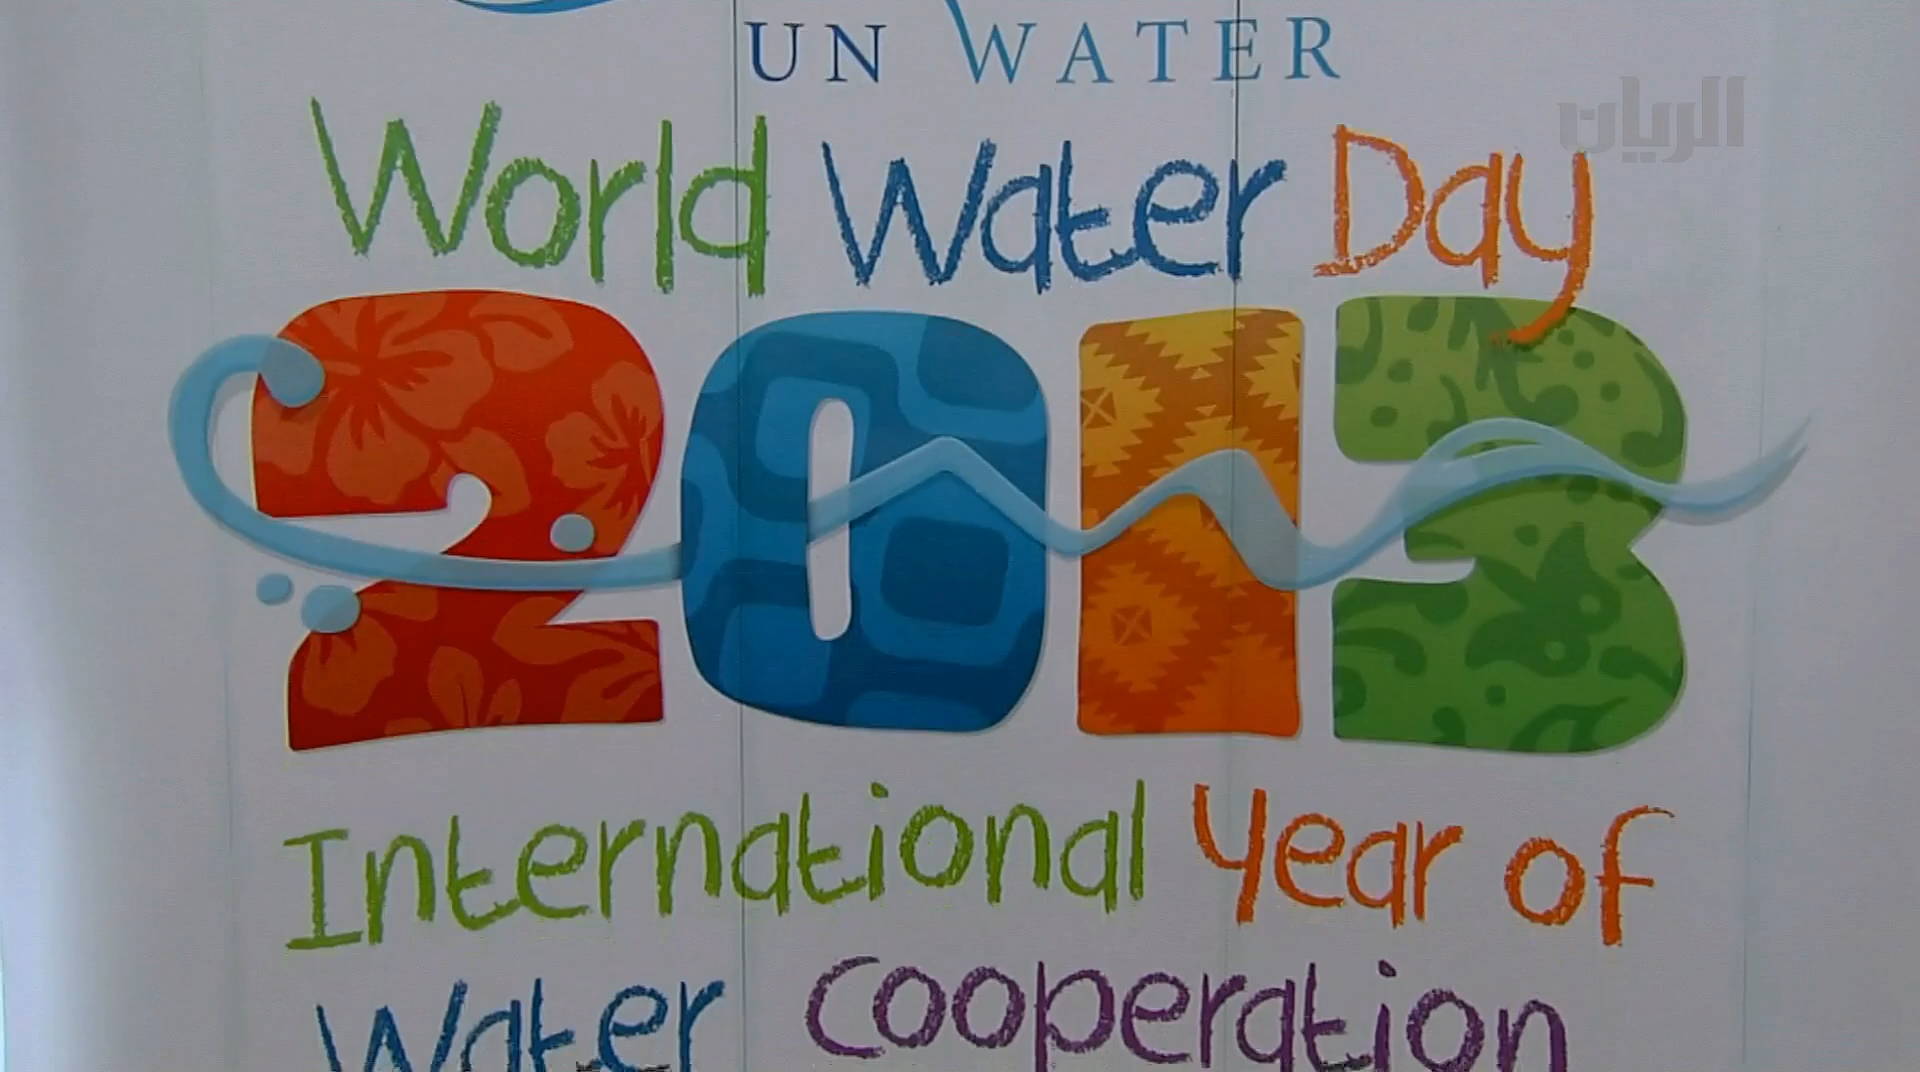 UN WATER
الريان
World Water Day
2013
International Year of
Water Cooperation